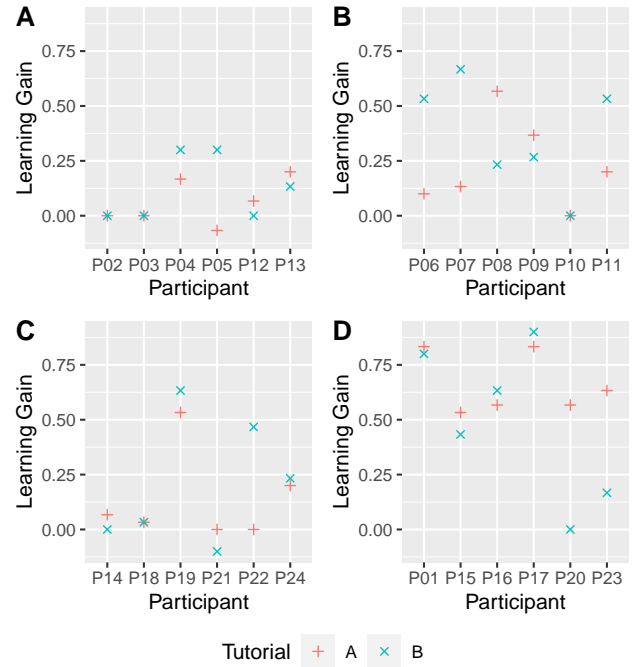 A
Learning Gain
0.75
0.50
0.25
0.00
P02 P03 P04 P05 P12 P13
Participant
B
Learning Gain
0.75
0.50
0.25
0.00
P06 P07 P08 P09 P10 P11
Participant
C
Learning Gain
0.75
0.50
0.25
0.00
P14 P18 P19 P21 P22 P24
Participant
D
Learning Gain
0.75
0.50
0.25
0.00
P01 P15 P16 P17 P20 P23
Participant
Tutorial A B